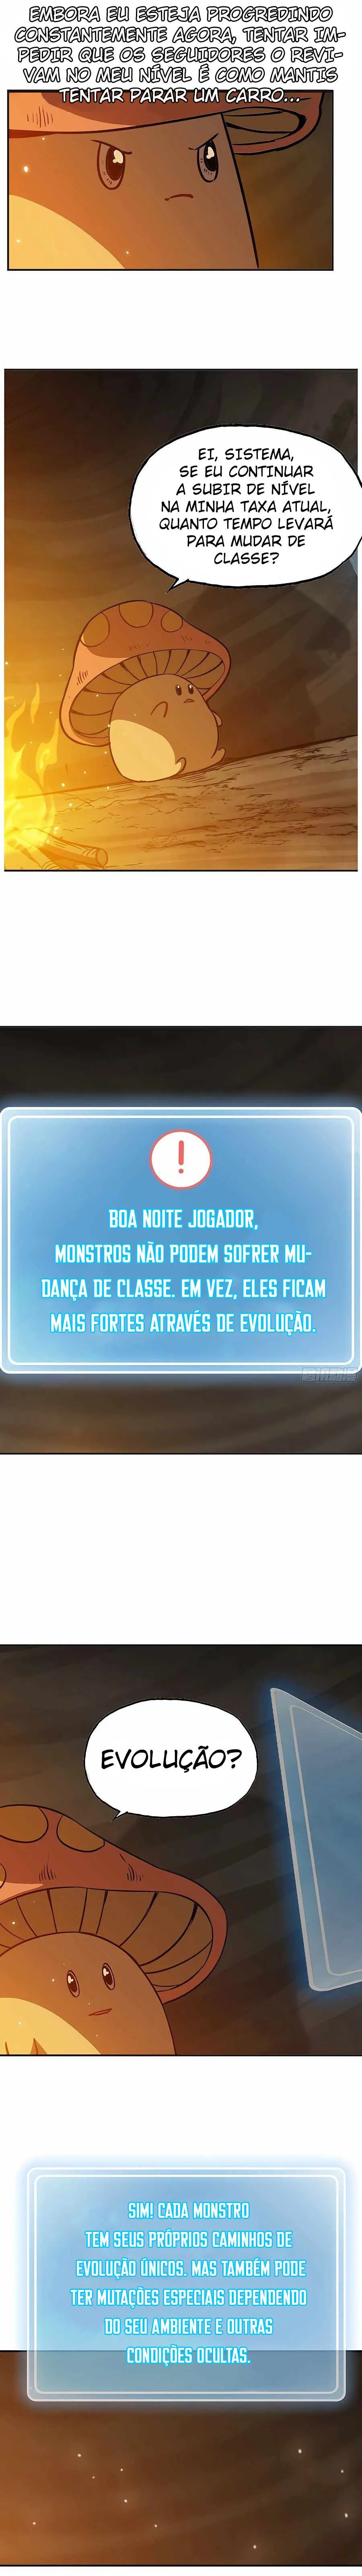 EMBORA EU ESTEJA PROGREDINDO
CONSTANTEMENTE AGORA, TENTAR IM-
PEDIR QUE OS SEGUIDORES O REVI-
VAM NO MEU NÍVEL É COMO MANTIS
TENTAR PARAR UM CARRO...
EI, SISTEMA,
SE EU CONTINUAR
A SUBIR DE NÍVEL
NA MINHA TAXA ATUAL,
QUANTO TEMPO LEVARÁ
PARA MUDAR DE
CLASSE?
!
BOA NOITE JOGADOR,
MONSTROS NÃO PODEM SOFRER MU-
DANÇA DE CLASSE. EM VEZ, ELES FICAM
MAIS FORTES ATRAVÉS DE EVOLUÇÃO.
EVOLUÇÃO?
SIM! CADA MONSTRO
TEM SEUS PRÓPRIOS CAMINHOS DE
EVOLUÇÃO ÚNICOS. MAS TAMBÉM PODE
TER MUTAÇÕES ESPECIAIS DEPENDENDO
DO SEU AMBIENTE E OUTRAS
CONDIÇÕES OCULTAS.